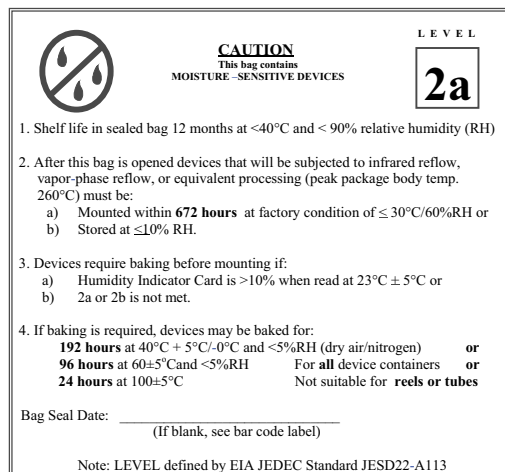 LEVEL
CAUTION
This bag contains
MOISTURE –SENSITIVE DEVICES
2a
1. Shelf life in sealed bag 12 months at <40°C and < 90% relative humidity (RH)
2. After this bag is opened devices that will be subjected to infrared reflow,
vapor-phase reflow, or equivalent processing (peak package body temp.
260°C) must be:
a) Mounted within 672 hours at factory condition of ≤ 30°C/60%RH or
b) Stored at ≤10% RH.
3. Devices require baking before mounting if:
a) Humidity Indicator Card is >10% when read at 23°C ± 5°C or
b) 2a or 2b is not met.
4. If baking is required, devices may be baked for:
192 hours at 40°C + 5°C/-0°C and <5%RH (dry air/nitrogen) or
96 hours at 60±5°Cand <5%RH For all device containers or
24 hours at 100±5°C Not suitable for reels or tubes
Bag Seal Date: ______________________________
(If blank, see bar code label)
Note: LEVEL defined by EIA JEDEC Standard JESD22-A113